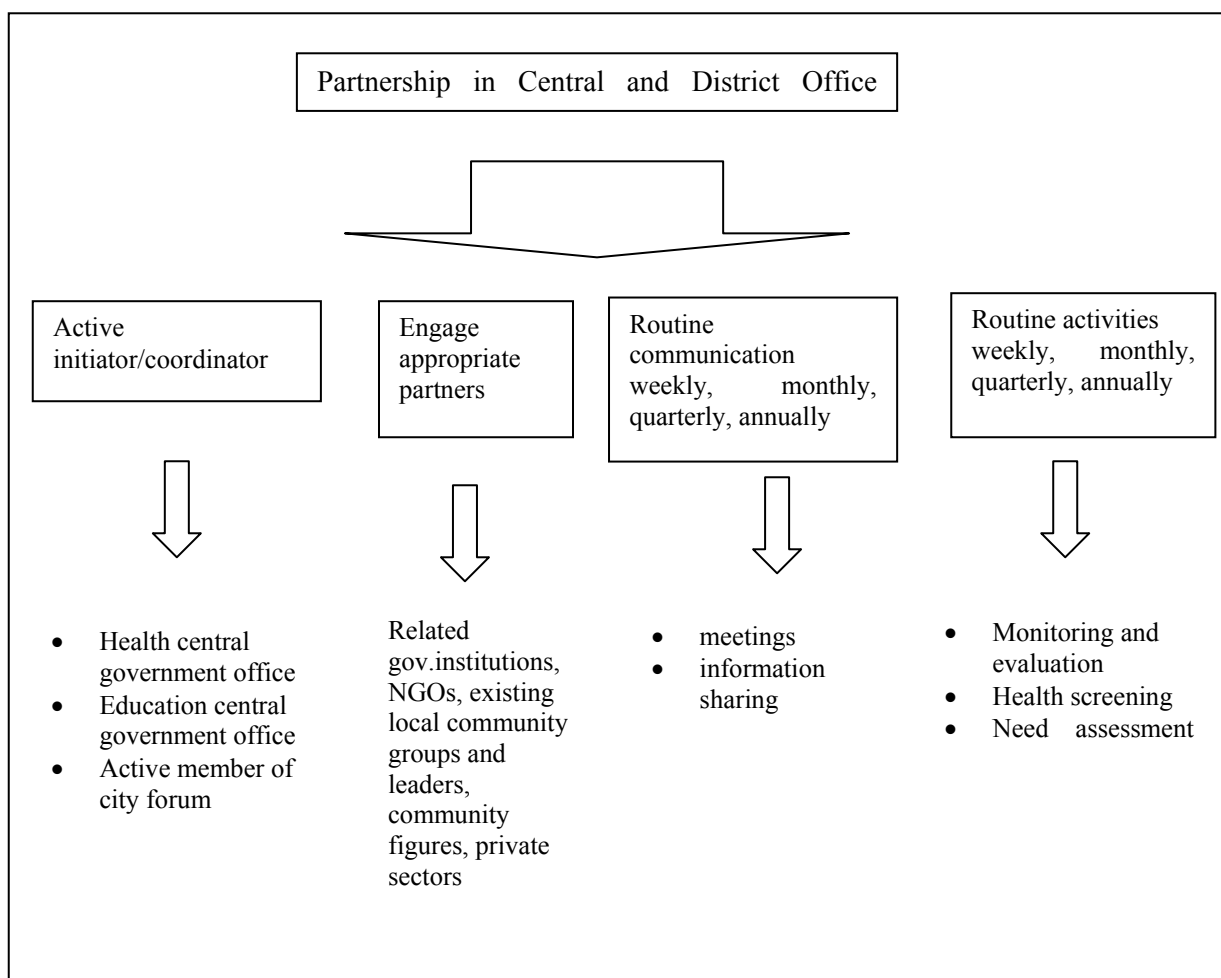 Partnership in Central and District Office
Active
initiator/coordinator
Engage
appropriate
partners
Routine
communication
weekly, monthly,
quarterly, annually
Routine activities
weekly, monthly,
quarterly, annually
• Health central
government office
• Education central
government office
• Active member of
city forum
Related
gov.institutions,
NGOs, existing
local community
groups and
leaders,
community
figures, private
sectors
• meetings
• information
sharing
• Monitoring and
evaluation
• Health screening
• Need assessment